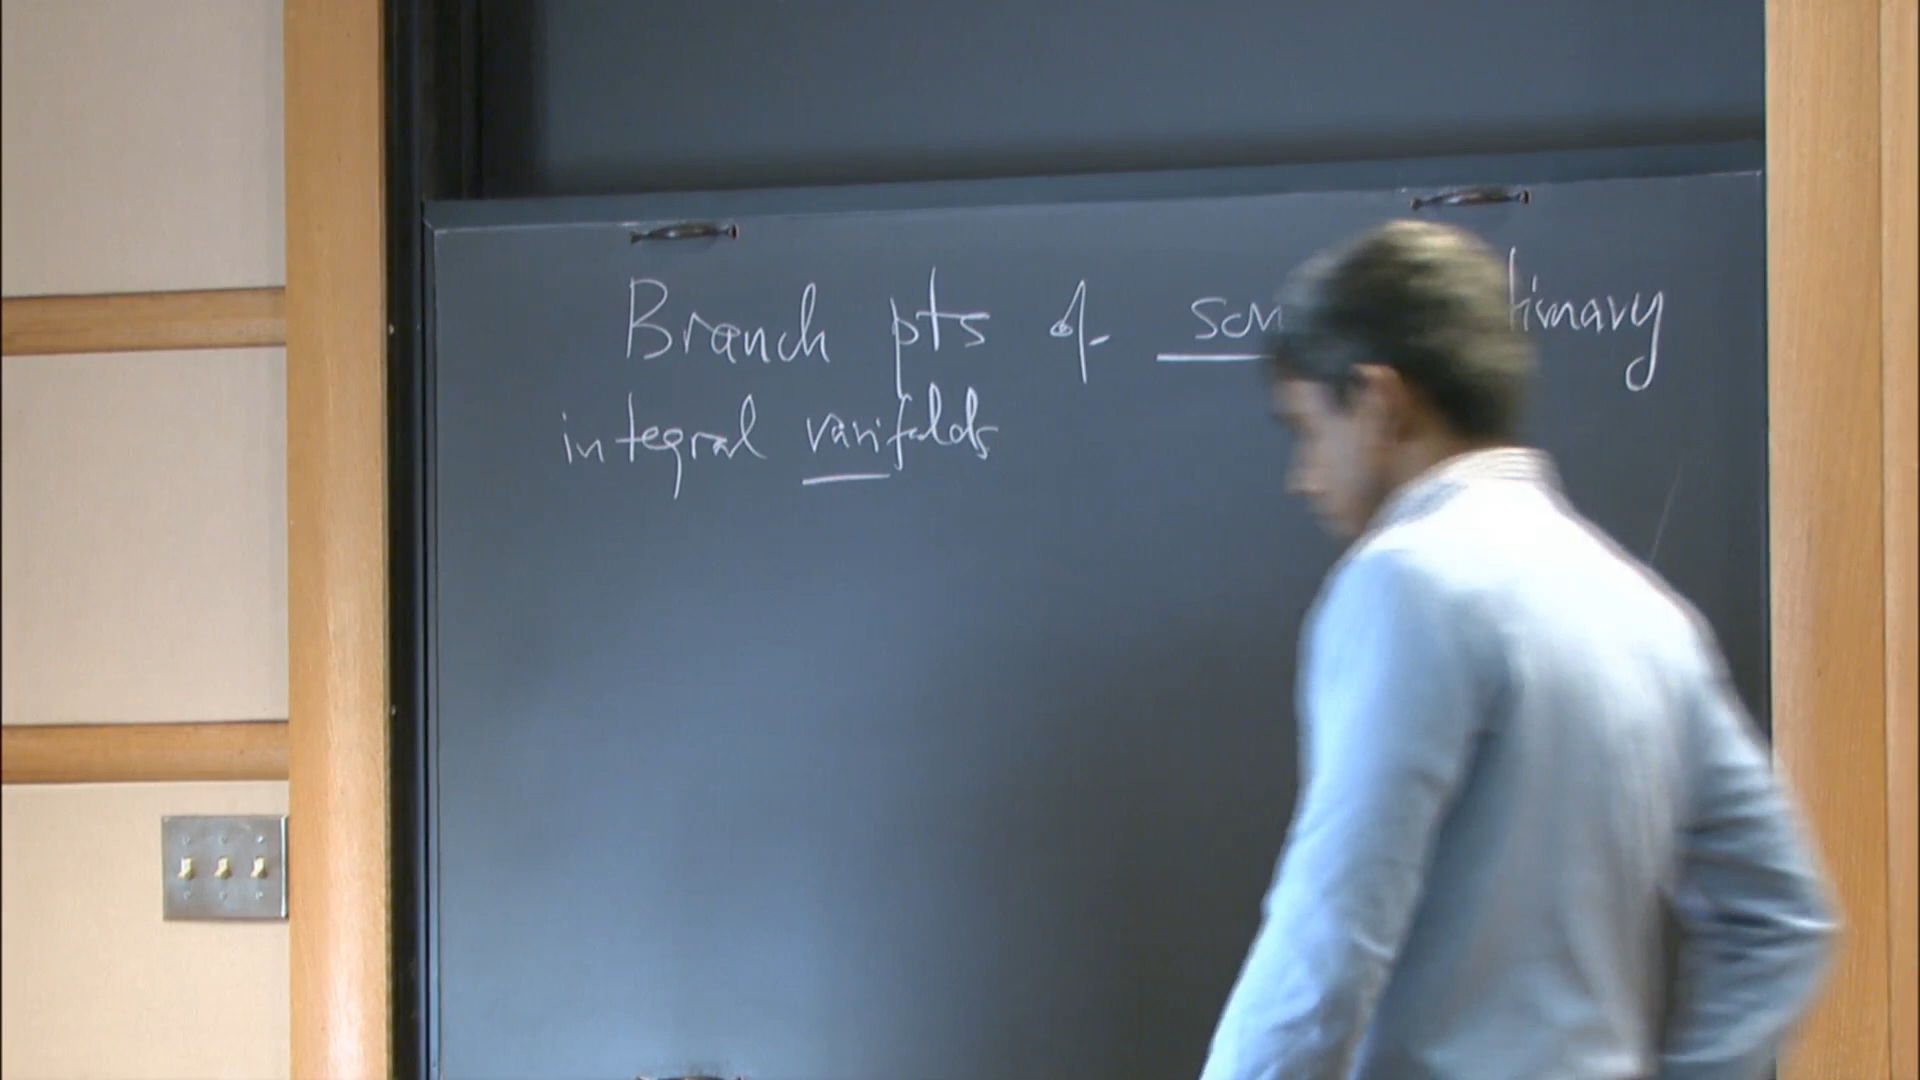 Branch pts of
integral varifolds